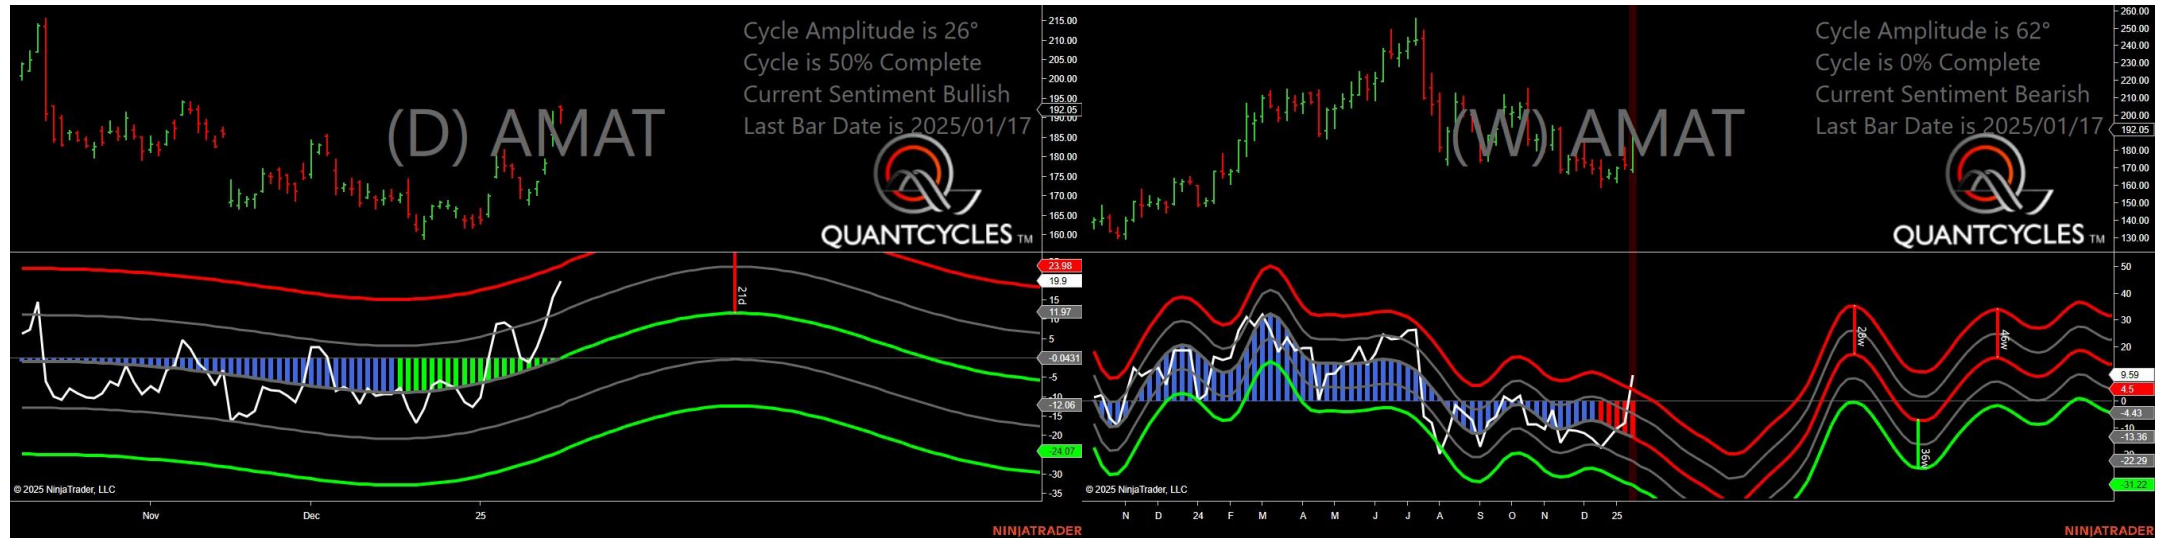 Cycle Amplitude is 26°
Cycle is 50% Complete
Current Sentiment Bullish
Last Bar Date is 2025/01/17
(D) AMAT
QUANTCYCLES TM
215.00
210.00
205.00
200.00
195.00
192.05
190.00
185.00
180.00
175.00
170.00
165.00
160.00
23.98
19.9
15
11.97
10
5
-0.0431
-5
-10
-12.06
-15
-20
-24.07
-30
-35
21d
© 2025 NinjaTrader, LLC
Nov
Dec
25
NINJATRADER
Cycle Amplitude is 62°
Cycle is 0% Complete
Current Sentiment Bearish
Last Bar Date is 2025/01/17
(W) AMAT
QUANTCYCLES TM
260.00
250.00
240.00
230.00
220.00
210.00
200.00
192.05
180.00
170.00
160.00
150.00
140.00
130.00
50
40
30
20
9.59
4.5
0
-4.43
-10
-13.36
-22.29
-31.22
26w
36w
46w
© 2025 NinjaTrader, LLC
N
D
24
F
M
A
M
J
J
A
S
O
N
D
25
NINJATRADER